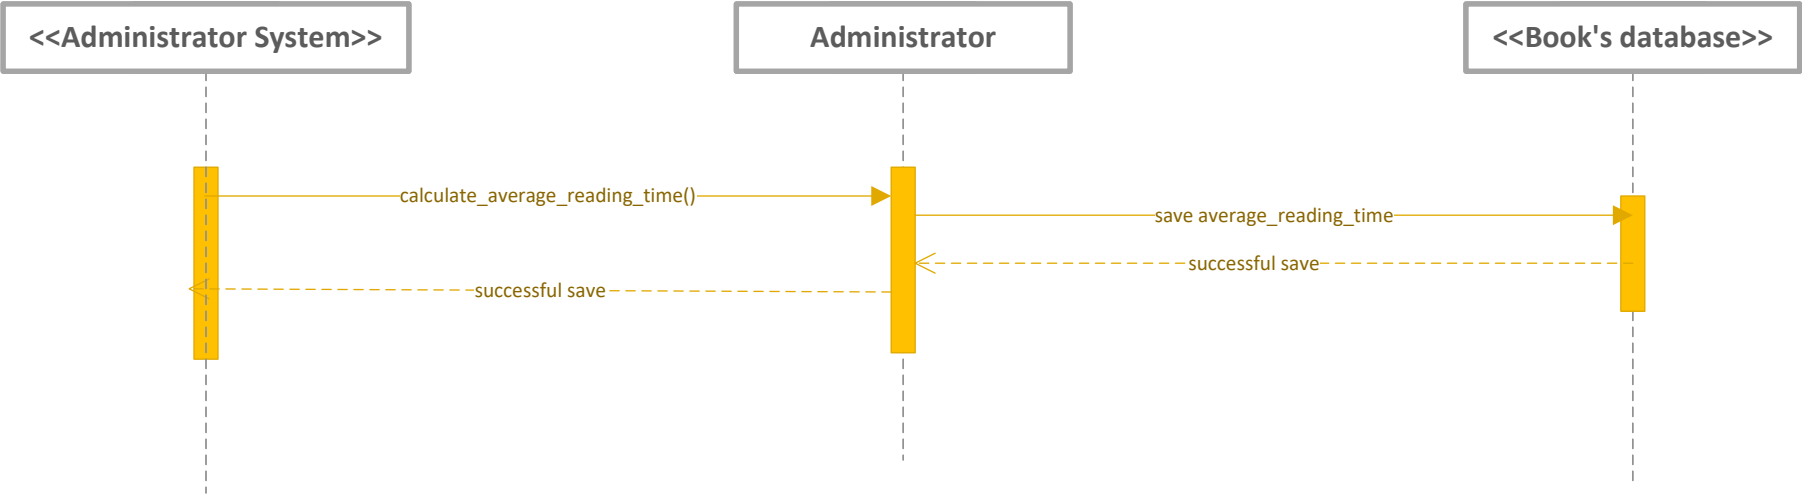 <<Administrator System>>
Administrator
<<Book's database>>
calculate_average_reading_time()
save average_reading_time
successful save
successful save